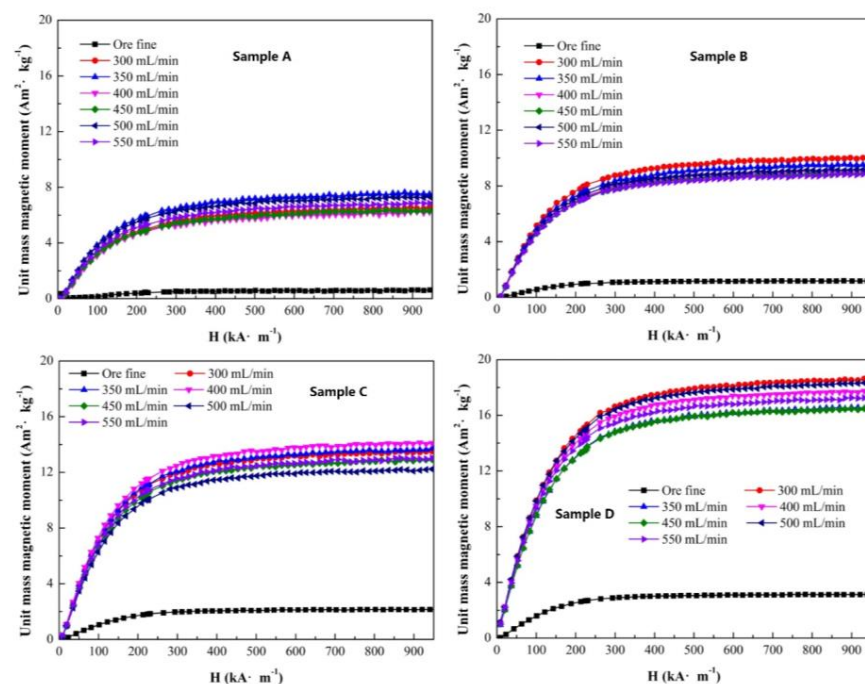 Unit mass magnetic moment (Am²· kg⁻¹)
20
16
12
8
4
0
Sample A
Ore fine
300 mL/min
350 mL/min
400 mL/min
450 mL/min
500 mL/min
550 mL/min
0 100 200 300 400 500 600 700 800 900
H (kA· m⁻¹)
Unit mass magnetic moment (Am²· kg⁻¹)
20
16
12
8
4
0
Sample B
Ore fine
300 mL/min
350 mL/min
400 mL/min
450 mL/min
500 mL/min
550 mL/min
0 100 200 300 400 500 600 700 800 900
H (kA· m⁻¹)
Unit mass magnetic moment (Am²· kg⁻¹)
20
16
12
8
4
0
Ore fine 300 mL/min
350 mL/min 400 mL/min
450 mL/min 500 mL/min
550 mL/min
Sample C
0 100 200 300 400 500 600 700 800 900
H (kA· m⁻¹)
Unit mass magnetic moment (Am²· kg⁻¹)
20
16
12
8
4
0
Sample D
Ore fine 300 mL/min
350 mL/min 400 mL/min
450 mL/min 500 mL/min
550 mL/min
0 100 200 300 400 500 600 700 800 900
H (kA· m⁻¹)